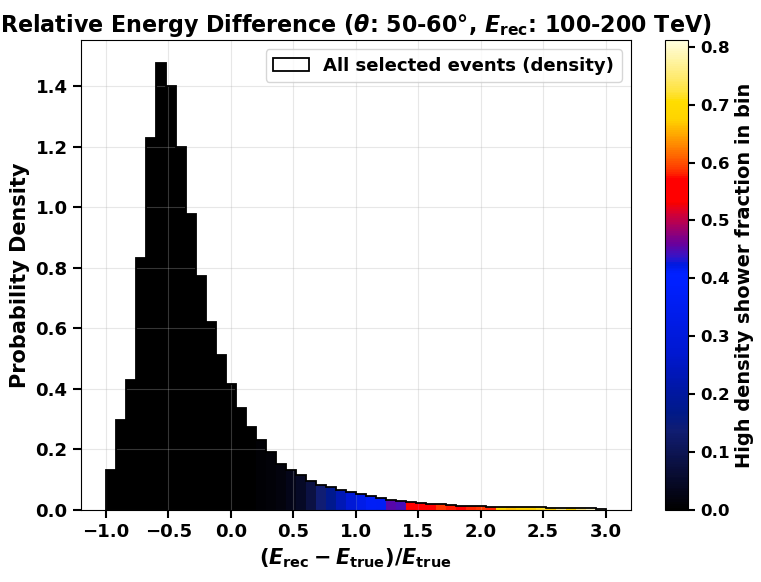 Relative Energy Difference (θ: 50-60°, E_rec: 100-200 TeV)
All selected events (density)
Probability Density
1.4
1.2
1.0
0.8
0.6
0.4
0.2
0.0
−1.0 −0.5 0.0 0.5 1.0 1.5 2.0 2.5 3.0
(E_rec − E_true)/E_true
0.8
0.7
0.6
0.5
0.4
0.3
0.2
0.1
0.0
High density shower fraction in bin